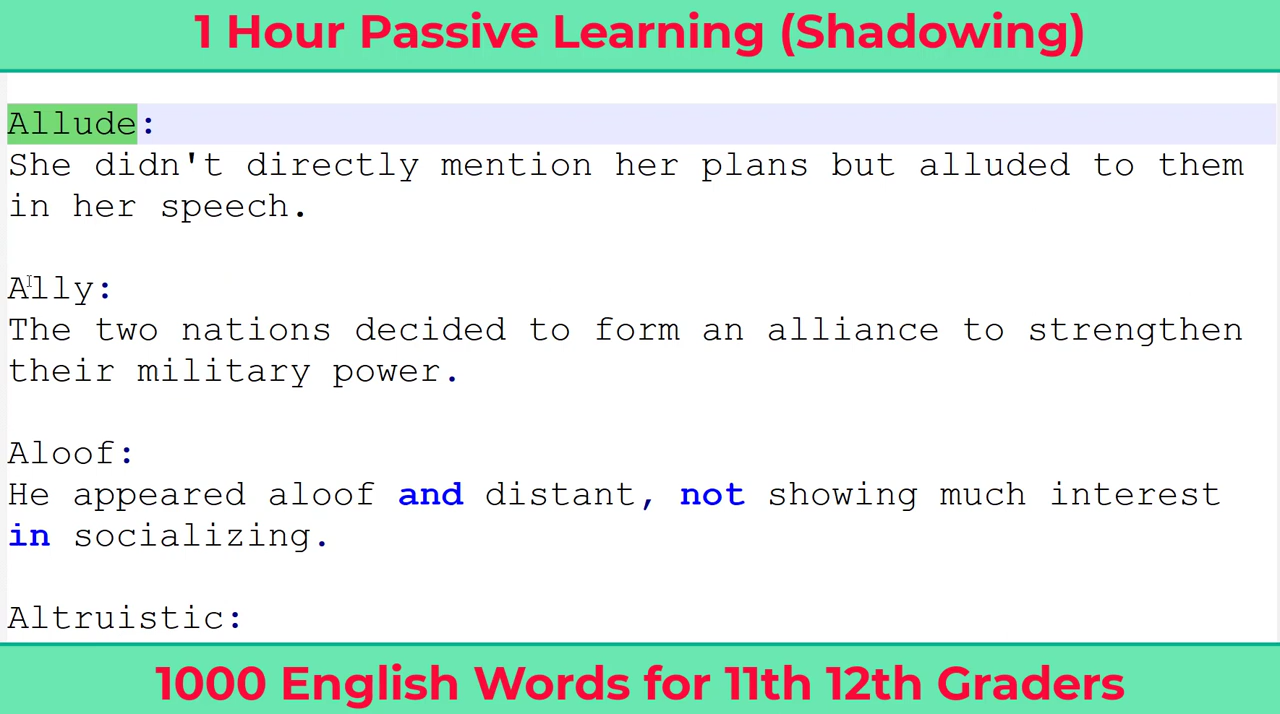 1 Hour Passive Learning (Shadowing)
Allude:
She didn't directly mention her plans but alluded to them
in her speech.
Ally:
The two nations decided to form an alliance to strengthen
their military power.
Aloof:
He appeared aloof and distant, not showing much interest
in socializing.
Altruistic:
1000 English Words for 11th 12th Graders